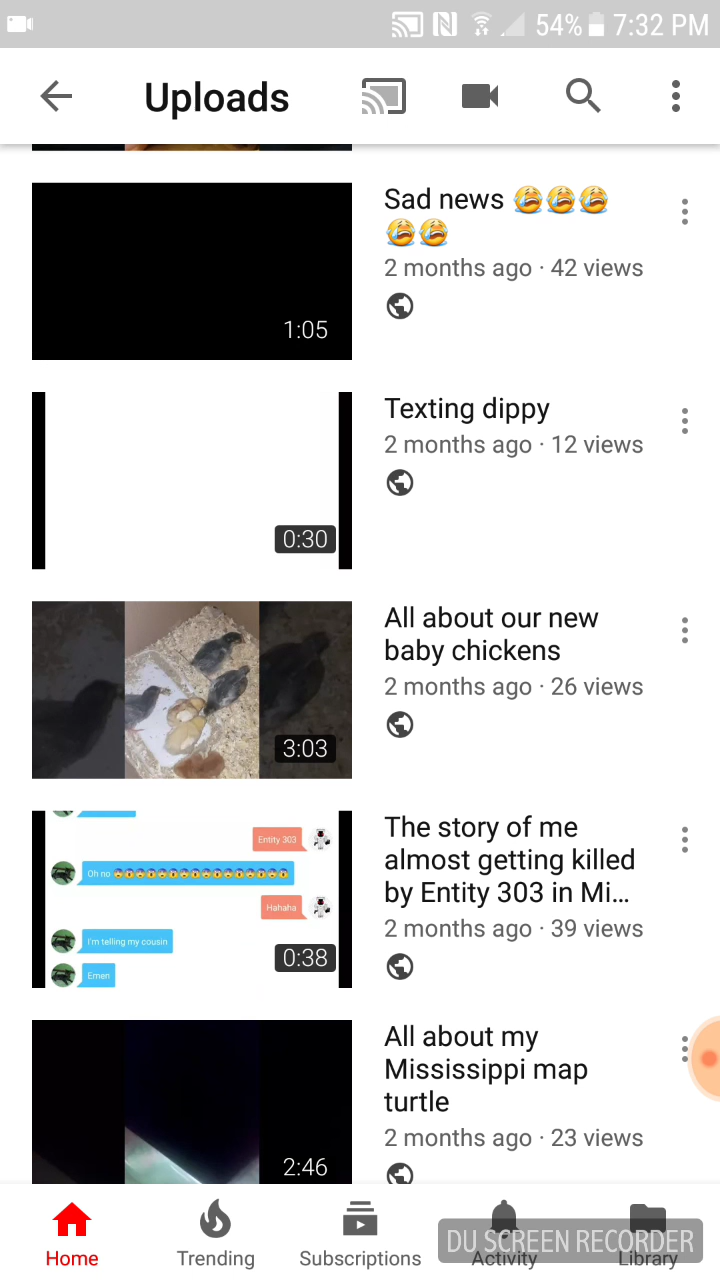 54% 7:32 PM
Uploads
Sad news 😭😭😭
😭😭
2 months ago · 42 views
1:05
Texting dippy
2 months ago · 12 views
0:30
All about our new
baby chickens
2 months ago · 26 views
3:03
The story of me
almost getting killed
by Entity 303 in Mi...
2 months ago · 39 views
Entity 303
Oh no 😨😨😨😨😨😨😨😨😨😨😨😨😨😨😨😨
Hahaha
I'm telling my cousin
Emen
0:38
All about my
Mississippi map
turtle
2 months ago · 23 views
2:46
DU SCREEN RECORDER
Home Trending Subscriptions Activity Library